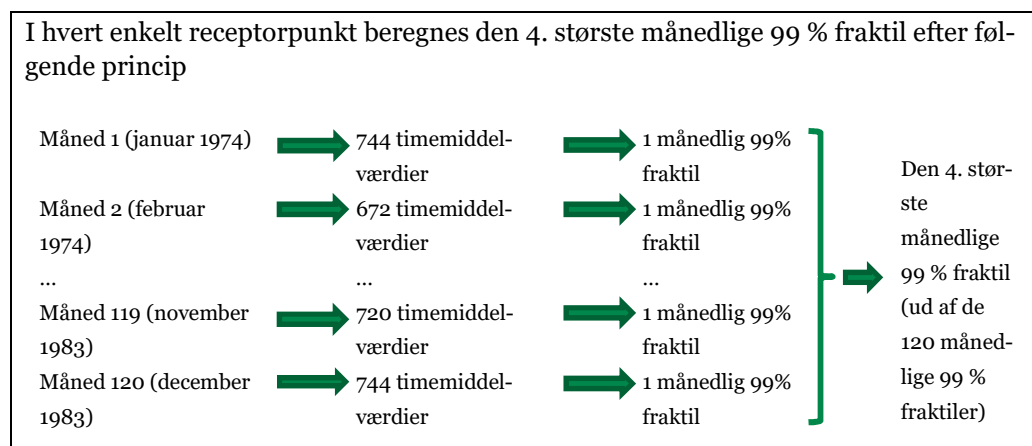 I hvert enkelt receptorpunkt beregnes den 4. største månedlige 99 % fraktil efter føl-
gende princip
Måned 1 (januar 1974)
744 timemiddel-
værdier
1 månedlig 99%
fraktil
Måned 2 (februar
1974)
672 timemiddel-
værdier
1 månedlig 99%
fraktil
...
...
...
Måned 119 (november
1983)
720 timemiddel-
værdier
1 månedlig 99%
fraktil
Måned 120 (december
1983)
744 timemiddel-
værdier
1 månedlig 99%
fraktil
Den 4. stør-
ste
månedlige
99 % fraktil
(ud af de
120 måned-
lige 99 %
fraktiler)